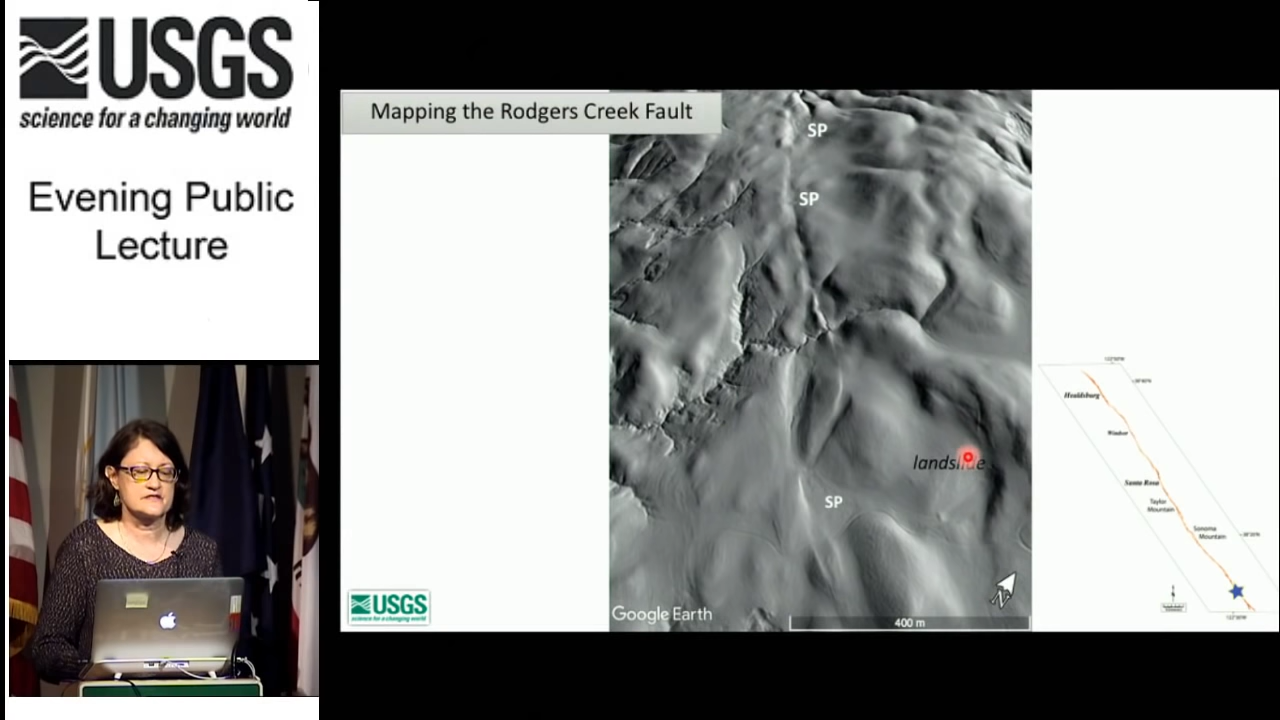 USGS
science for a changing world
Evening Public
Lecture
Mapping the Rodgers Creek Fault
SP
SP
landslide
SP
N
Google Earth
400 m
USGS
science for a changing world
Healdsburg
Windsor
Santa Rosa
Taylor
Mountain
Sonoma
Mountain